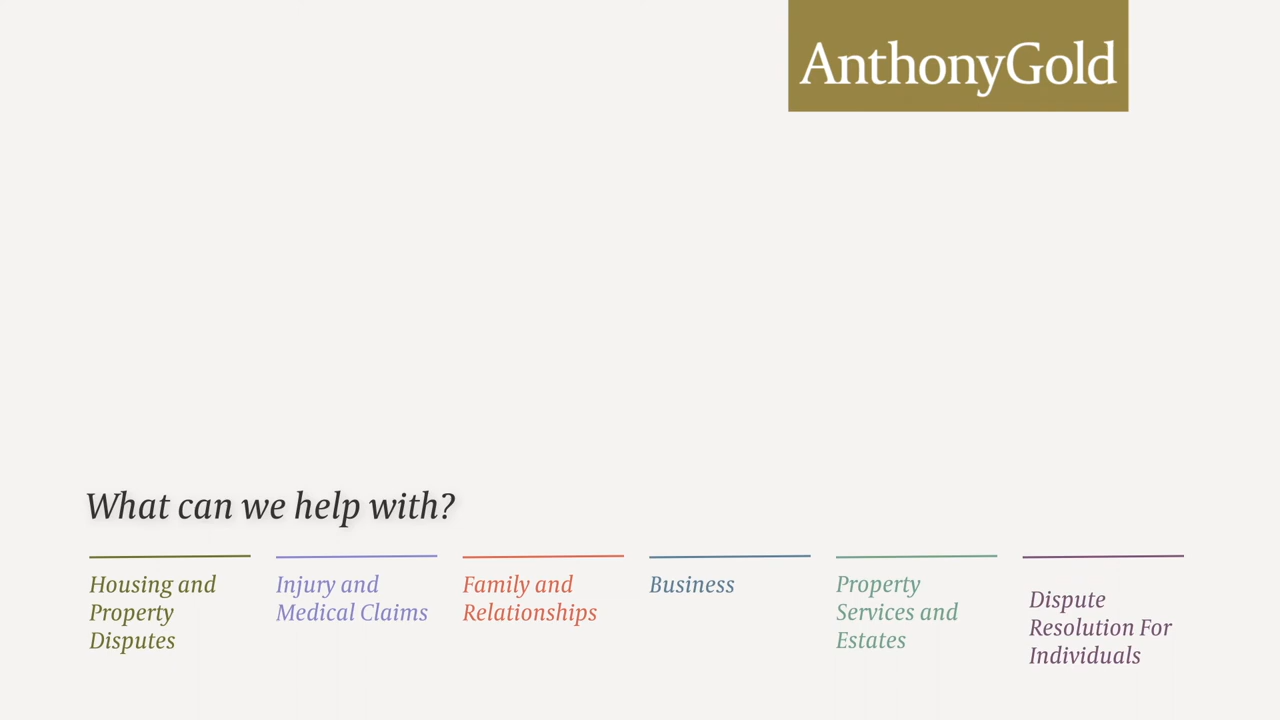 AnthonyGold
What can we help with?
Housing and
Property
Disputes
Injury and
Medical Claims
Family and
Relationships
Business
Property
Services and
Estates
Dispute
Resolution For
Individuals